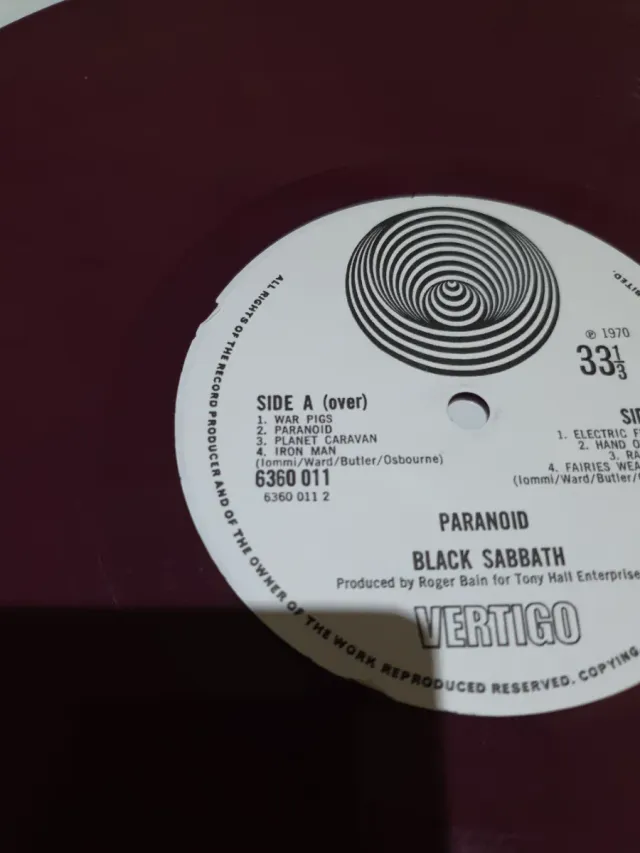 ALL RIGHTS OF THE RECORD PRODUCER AND OF THE OWNER OF THE WORK REPRODUCED RESERVED. COPYING
℗ 1970
33⅓
SIDE A (over)
1. WAR PIGS
2. PARANOID
3. PLANET CARAVAN
4. IRON MAN
(Iommi/Ward/Butler/Osbourne)
6360 011
6360 011 2
1. ELECTRIC
2. HAND
3.
4. FAIRIES
(Iommi/Ward/Butler/
PARANOID
BLACK SABBATH
Produced by Roger Bain for Tony Hall Enterprise
VERTIGO